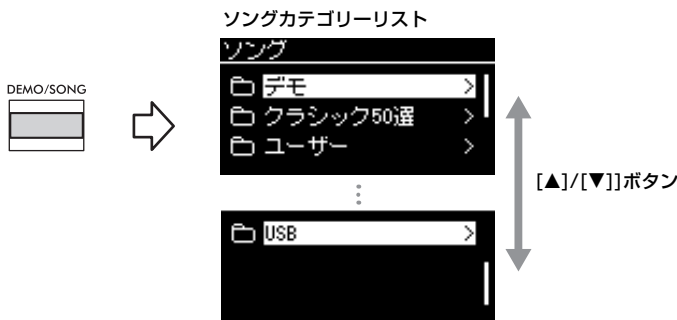 ソングカテゴリーリスト
ソング
DEMO/SONG
デモ >
クラシック50選 >
ユーザー >
[▲]/[▼]]ボタン
USB >